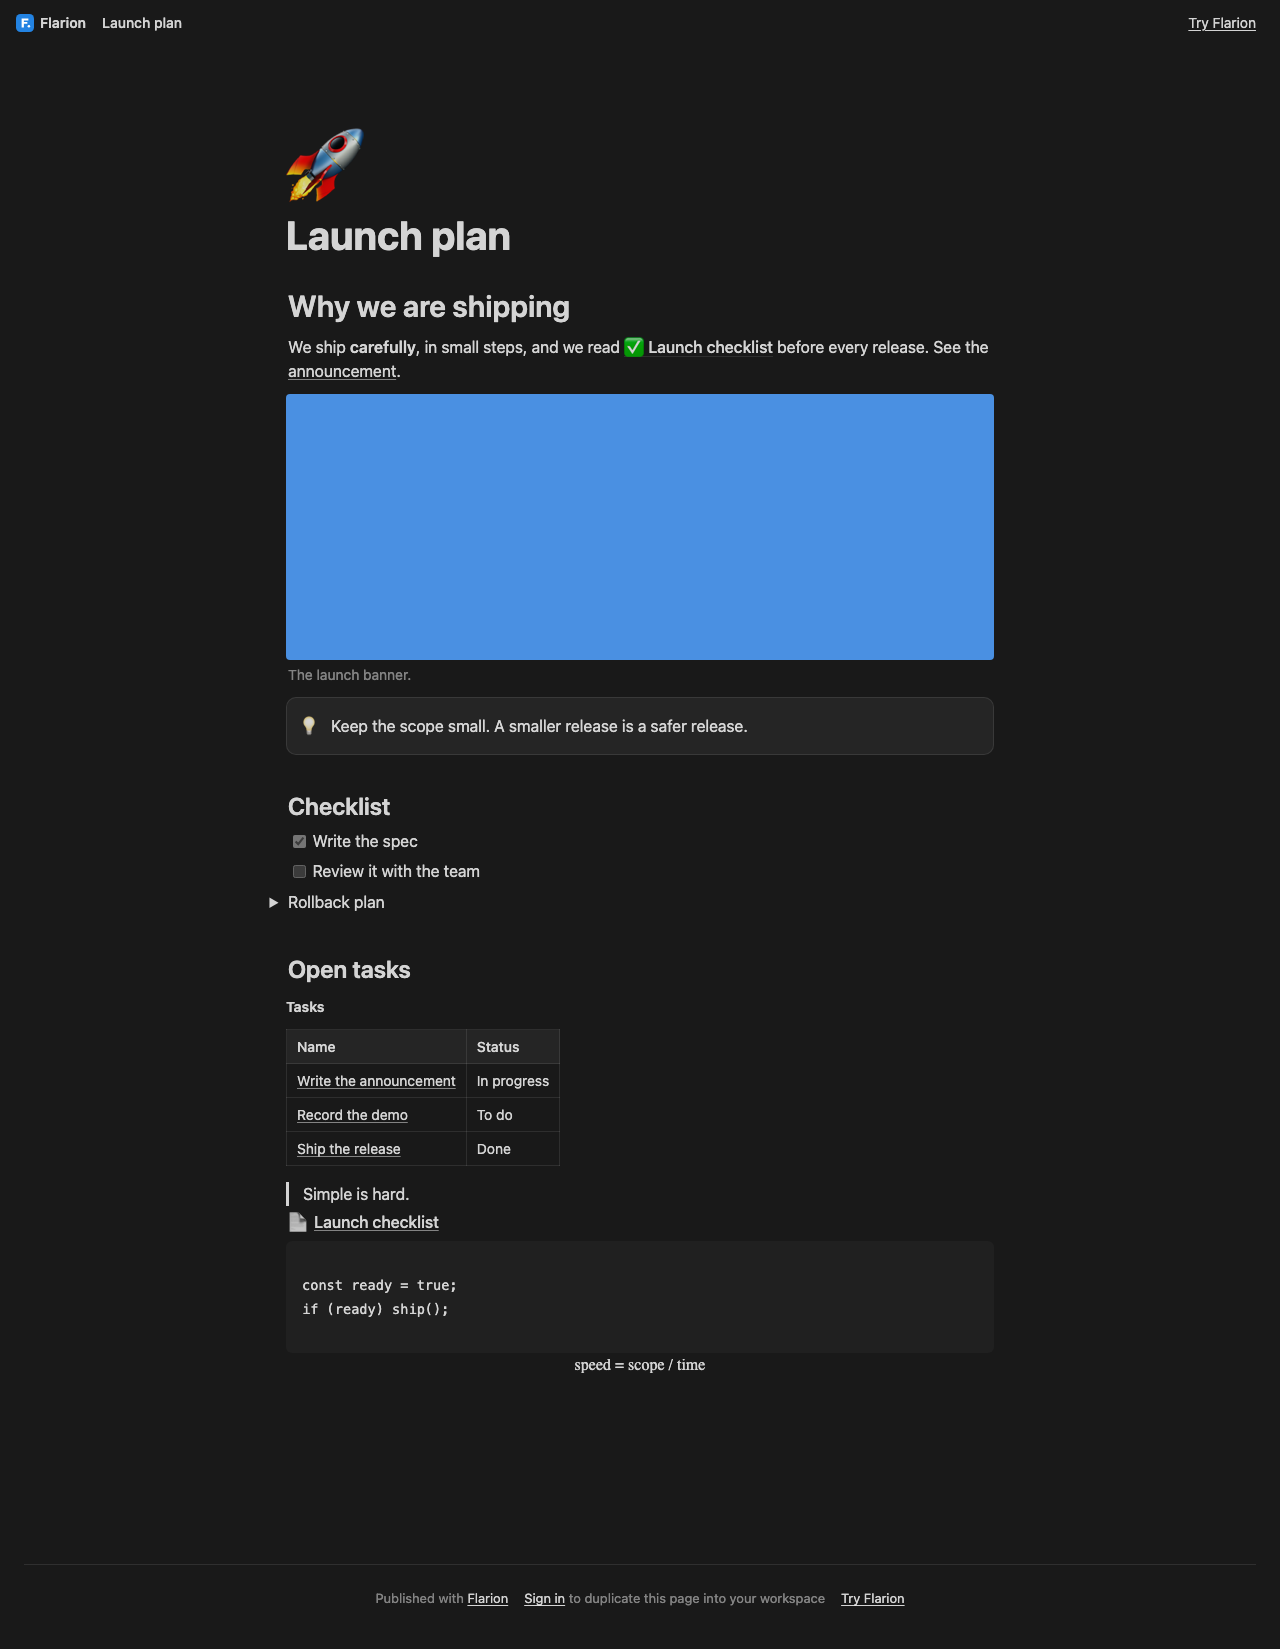 F. Flarion Launch plan Try Flarion
Launch plan
Why we are shipping
We ship carefully, in small steps, and we read ✅ Launch checklist before every release. See the
announcement.
The launch banner.
Keep the scope small. A smaller release is a safer release.
Checklist
Write the spec
Review it with the team
Rollback plan
Open tasks
Tasks
Name Status
Write the announcement In progress
Record the demo To do
Ship the release Done
Simple is hard.
Launch checklist
const ready = true;
if (ready) ship();
speed = scope / time
Published with Flarion Sign in to duplicate this page into your workspace Try Flarion